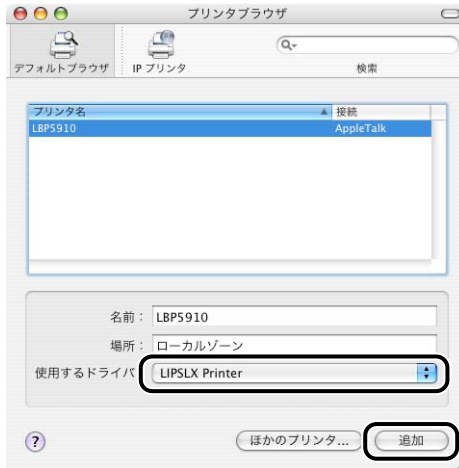 プリンタブラウザ
デフォルトブラウザ
IP プリンタ
検索
プリンタ名 接続
LBP5910 AppleTalk
名前： LBP5910
場所： ローカルゾーン
使用するドライバ LIPSLX Printer
? ほかのプリンタ... 追加